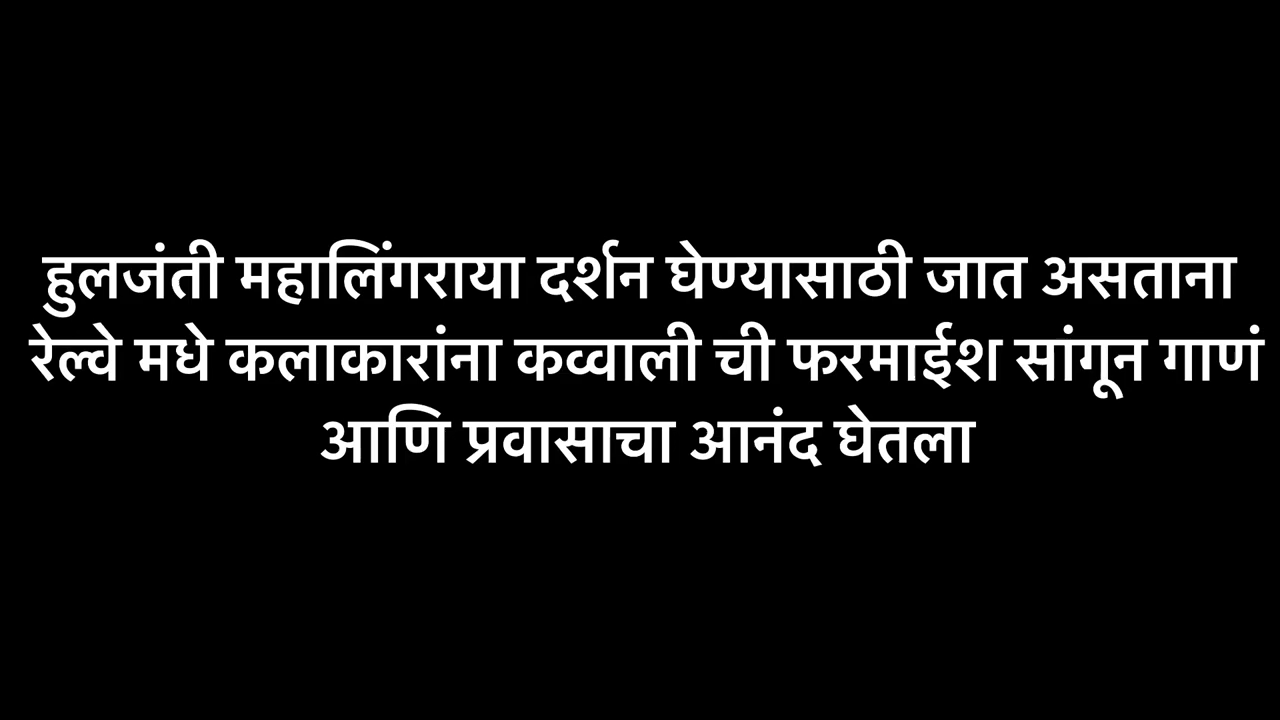 हुलजंती महालिंगराया दर्शन घेण्यासाठी जात असताना
रेल्वे मधे कलाकारांना कव्वाली ची फरमाईश सांगून गाणं
आणि प्रवासाचा आनंद घेतला